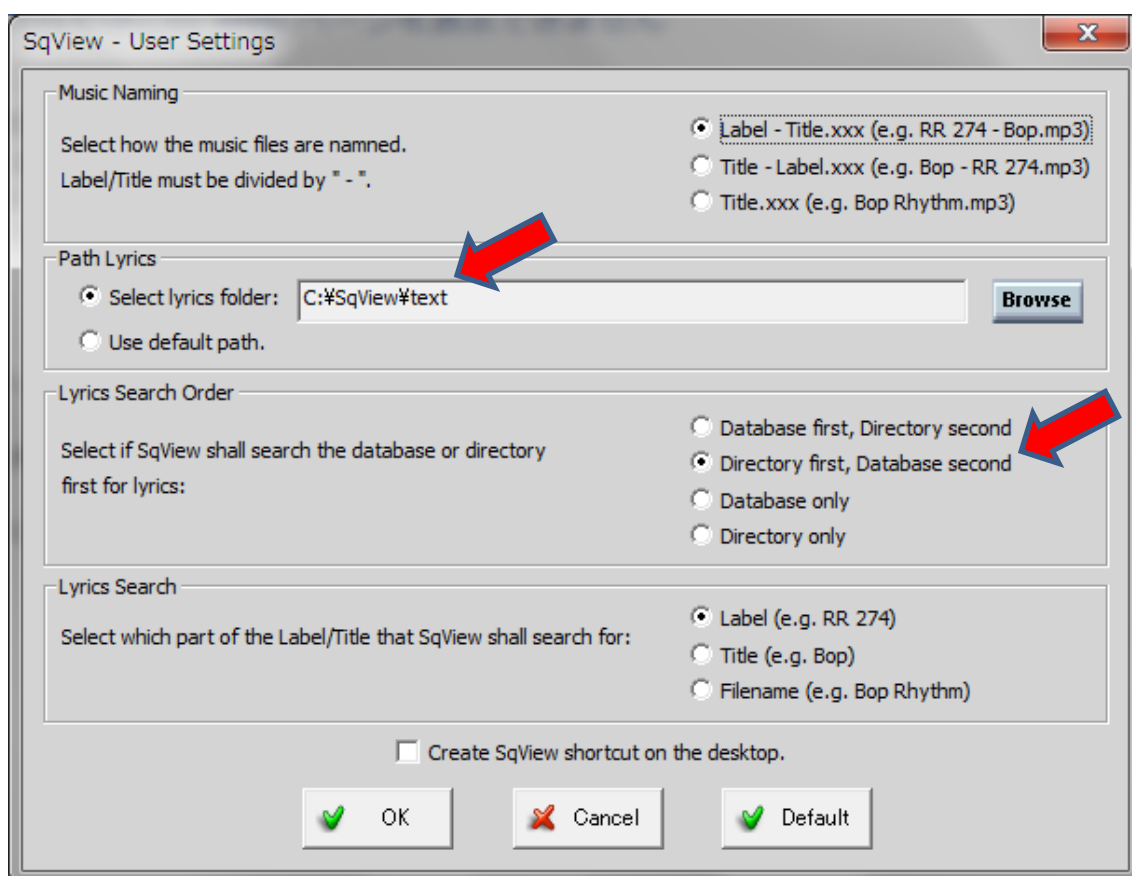 SqView - User Settings
Music Naming
Select how the music files are namned.
Label/Title must be divided by " - ".
Label - Title.xxx (e.g. RR 274 - Bop.mp3)
Title - Label.xxx (e.g. Bop - RR 274.mp3)
Title.xxx (e.g. Bop Rhythm.mp3)
Path Lyrics
Select lyrics folder:
C:¥SqView¥text
Browse
Use default path.
Lyrics Search Order
Select if SqView shall search the database or directory
first for lyrics:
Database first, Directory second
Directory first, Database second
Database only
Directory only
Lyrics Search
Select which part of the Label/Title that SqView shall search for:
Label (e.g. RR 274)
Title (e.g. Bop)
Filename (e.g. Bop Rhythm)
Create SqView shortcut on the desktop.
OK
Cancel
Default